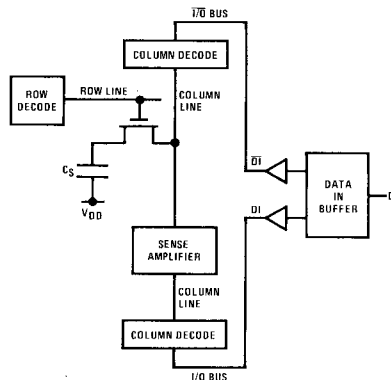 I/O BUS
COLUMN DECODE
ROW
DECODE
ROW LINE
COLUMN
LINE
CS
VDD
DI
DATA
IN
BUFFER
D
DI
SENSE
AMPLIFIER
COLUMN
LINE
COLUMN DECODE
I/O BUS